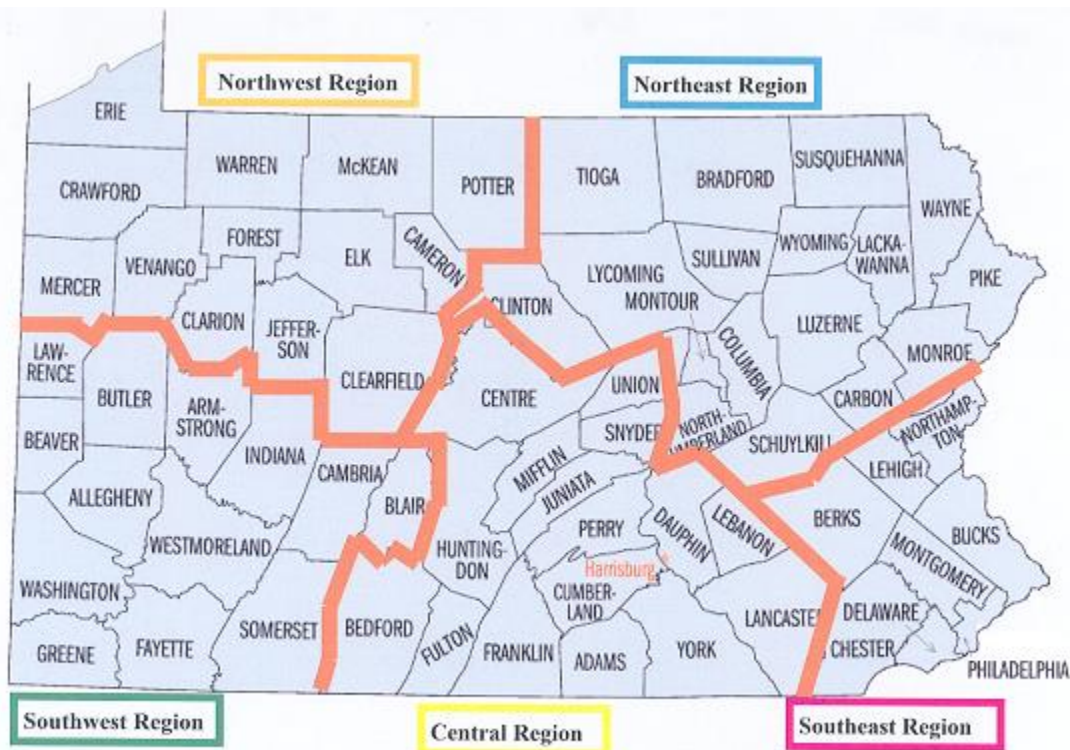 Northwest Region
Northeast Region
ERIE
WARREN
McKEAN
POTTER
TIOGA
BRADFORD
SUSQUEHANNA
CRAWFORD
WAYNE
FOREST
ELK
CAMERON
SULLIVAN
WYOMING
LACKA-
WANNA
VENANGO
LYCOMING
PIKE
MERCER
MONTOUR
CLINTON
CLARION
JEFFER-
SON
LUZERNE
COLUMBIA
MONROE
LAW-
RENCE
CLEARFIELD
UNION
CARBON
BUTLER
CENTRE
ARM-
STRONG
SNYDER
NORTH-
UMBERLAND
NORTHAMP-
TON
BEAVER
SCHUYLKILL
INDIANA
MIFFLIN
LEHIGH
CAMBRIA
ALLEGHENY
JUNIATA
BLAIR
PERRY
DAUPHIN
LEBANON
BERKS
BUCKS
WESTMORELAND
HUNTING-
DON
MONTGOMERY
Harrisburg
WASHINGTON
CUMBER-
LAND
LANCASTER
DELAWARE
SOMERSET
BEDFORD
FULTON
FRANKLIN
ADAMS
YORK
CHESTER
GREENE
FAYETTE
PHILADELPHIA
Southwest Region
Central Region
Southeast Region